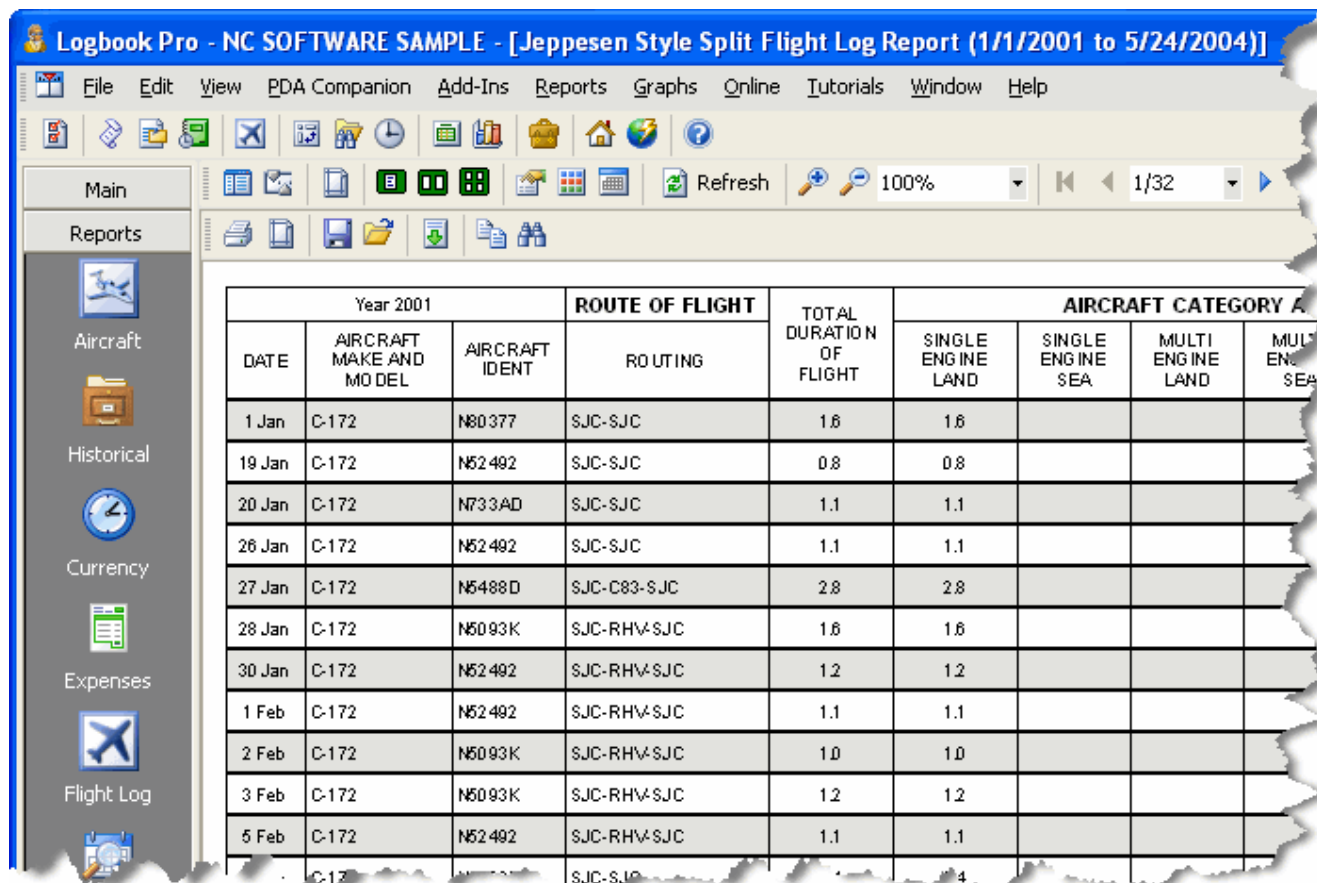 Logbook Pro - NC SOFTWARE SAMPLE - [Jeppesen Style Split Flight Log Report (1/1/2001 to 5/24/2004)]
File Edit View PDA Companion Add-Ins Reports Graphs Online Tutorials Window Help
Main
Refresh 100% 1/32
Reports
Aircraft
Historical
Currency
Expenses
Flight Log
Year 2001 ROUTE OF FLIGHT TOTAL DURATION OF FLIGHT AIRCRAFT CATEGORY
DATE AIRCRAFT MAKE AND MODEL AIRCRAFT IDENT ROUTING SINGLE ENGINE LAND SINGLE ENGINE SEA MULTI ENGINE LAND
1 Jan C-172 N80377 SJC-SJC 1.6 1.6
19 Jan C-172 N52492 SJC-SJC 0.8 0.8
20 Jan C-172 N733AD SJC-SJC 1.1 1.1
26 Jan C-172 N52492 SJC-SJC 1.1 1.1
27 Jan C-172 N5488D SJC-C83-SJC 2.8 2.8
28 Jan C-172 N5093K SJC-RHV-SJC 1.6 1.6
30 Jan C-172 N52492 SJC-RHV-SJC 1.2 1.2
1 Feb C-172 N52492 SJC-RHV-SJC 1.1 1.1
2 Feb C-172 N5093K SJC-RHV-SJC 1.0 1.0
3 Feb C-172 N5093K SJC-RHV-SJC 1.2 1.2
5 Feb C-172 N52492 SJC-RHV-SJC 1.1 1.1